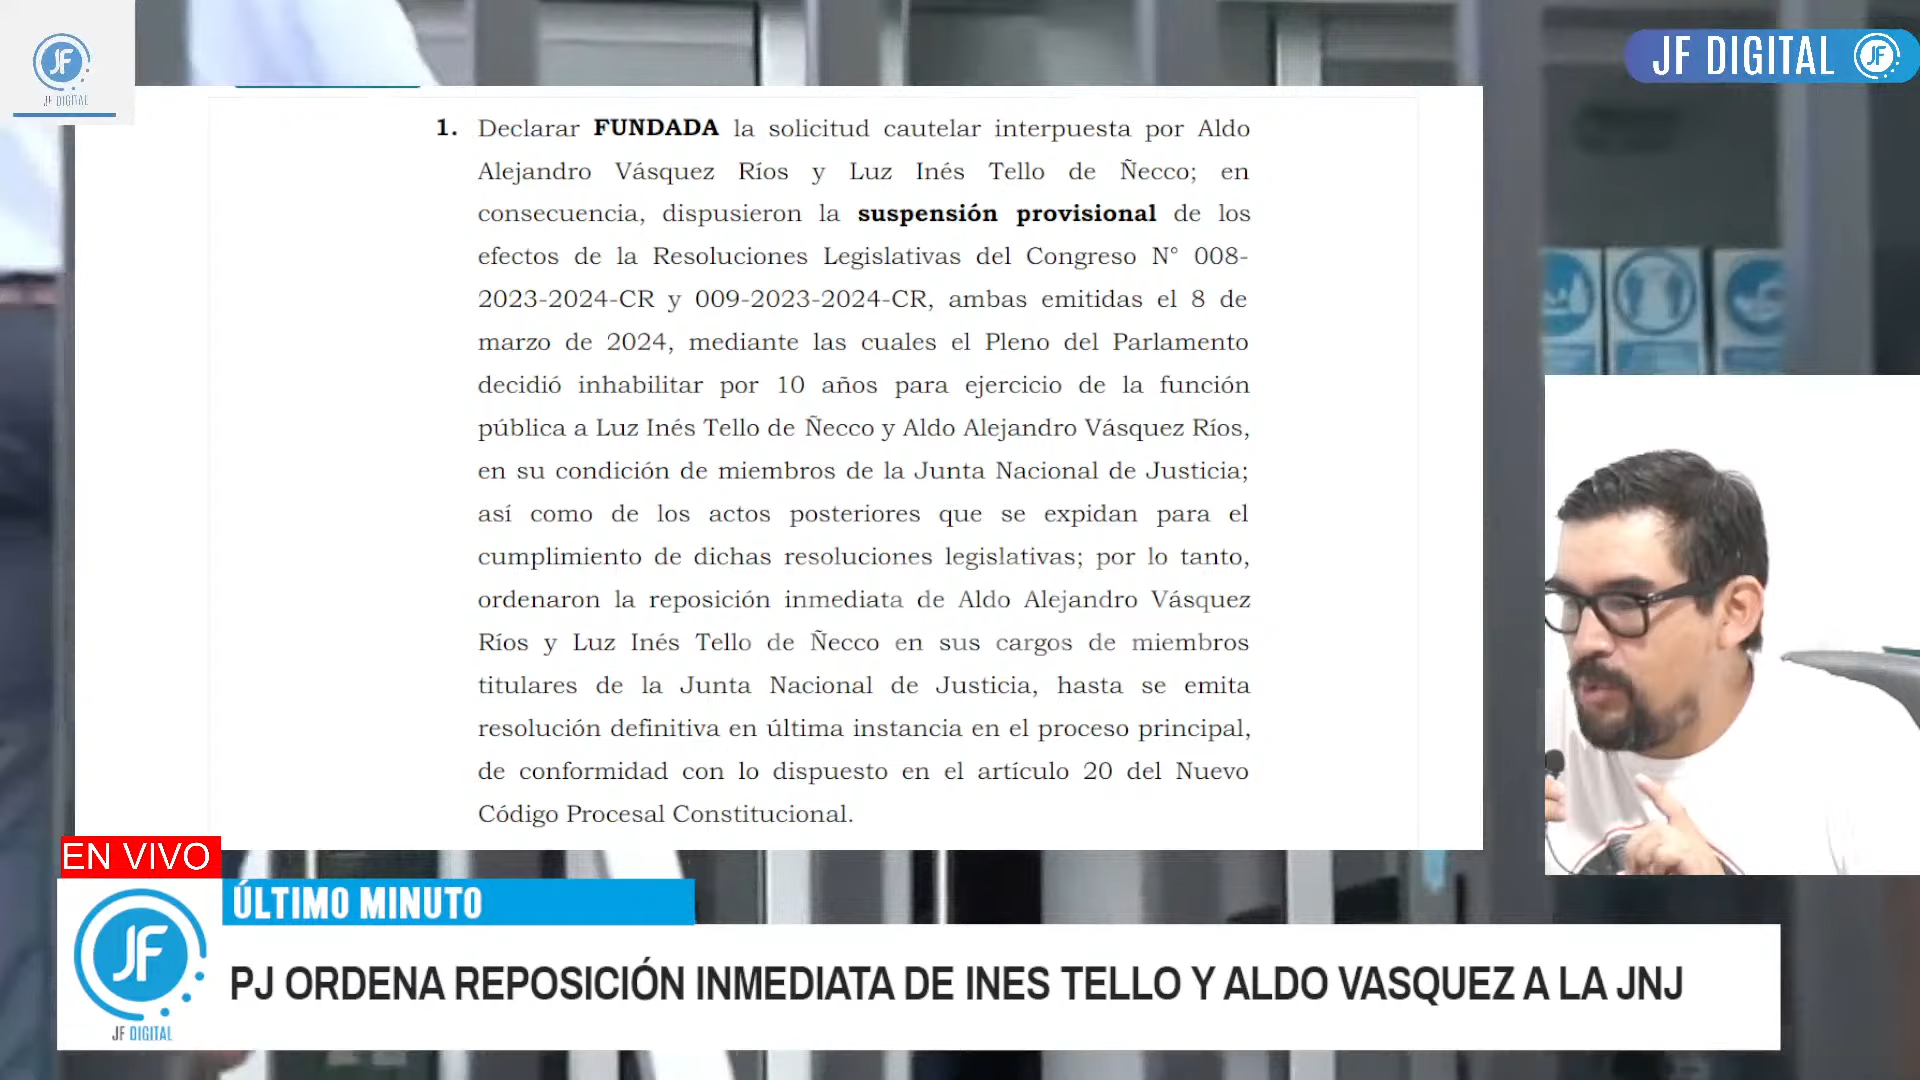 JF
JF DIGITAL
JF DIGITAL JF
1. Declarar FUNDADA la solicitud cautelar interpuesta por Aldo
Alejandro Vásquez Ríos y Luz Inés Tello de Ñecco; en
consecuencia, dispusieron la suspensión provisional de los
efectos de la Resoluciones Legislativas del Congreso N° 008-
2023-2024-CR y 009-2023-2024-CR, ambas emitidas el 8 de
marzo de 2024, mediante las cuales el Pleno del Parlamento
decidió inhabilitar por 10 años para ejercicio de la función
pública a Luz Inés Tello de Ñecco y Aldo Alejandro Vásquez Ríos,
en su condición de miembros de la Junta Nacional de Justicia;
así como de los actos posteriores que se expidan para el
cumplimiento de dichas resoluciones legislativas; por lo tanto,
ordenaron la reposición inmediata de Aldo Alejandro Vásquez
Ríos y Luz Inés Tello de Ñecco en sus cargos de miembros
titulares de la Junta Nacional de Justicia, hasta se emita
resolución definitiva en última instancia en el proceso principal,
de conformidad con lo dispuesto en el artículo 20 del Nuevo
Código Procesal Constitucional.
EN VIVO
ÚLTIMO MINUTO
JF
JF DIGITAL
PJ ORDENA REPOSICIÓN INMEDIATA DE INES TELLO Y ALDO VASQUEZ A LA JNJ